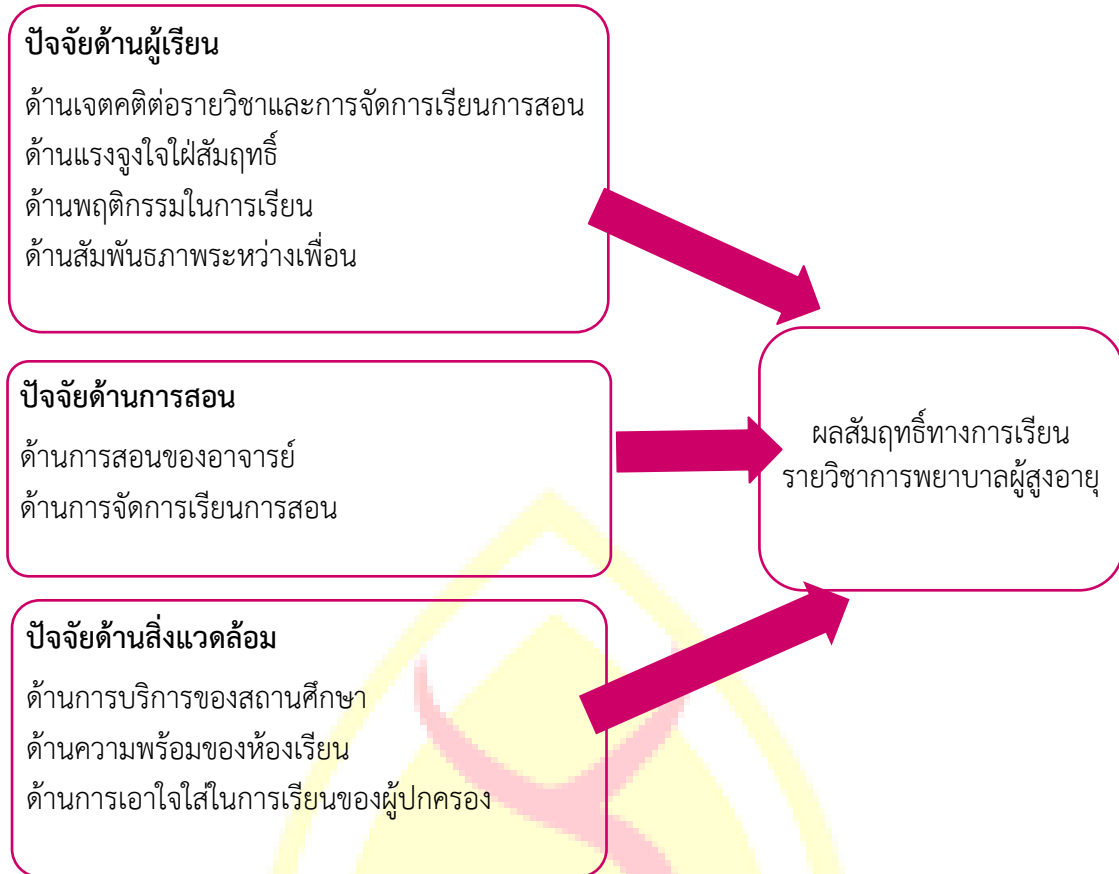 ปัจจัยด้านผู้เรียน
ด้านเจตคติต่อรายวิชาและการจัดการเรียนการสอน
ด้านแรงจูงใจใฝ่สัมฤทธิ์
ด้านพฤติกรรมในการเรียน
ด้านสัมพันธภาพระหว่างเพื่อน
ปัจจัยด้านการสอน
ด้านการสอนของอาจารย์
ด้านการจัดการเรียนการสอน
ปัจจัยด้านสิ่งแวดล้อม
ด้านการบริการของสถานศึกษา
ด้านความพร้อมของห้องเรียน
ด้านการเอาใจใส่ในการเรียนของผู้ปกครอง
ผลสัมฤทธิ์ทางการเรียน
รายวิชาการพยาบาลผู้สูงอายุ